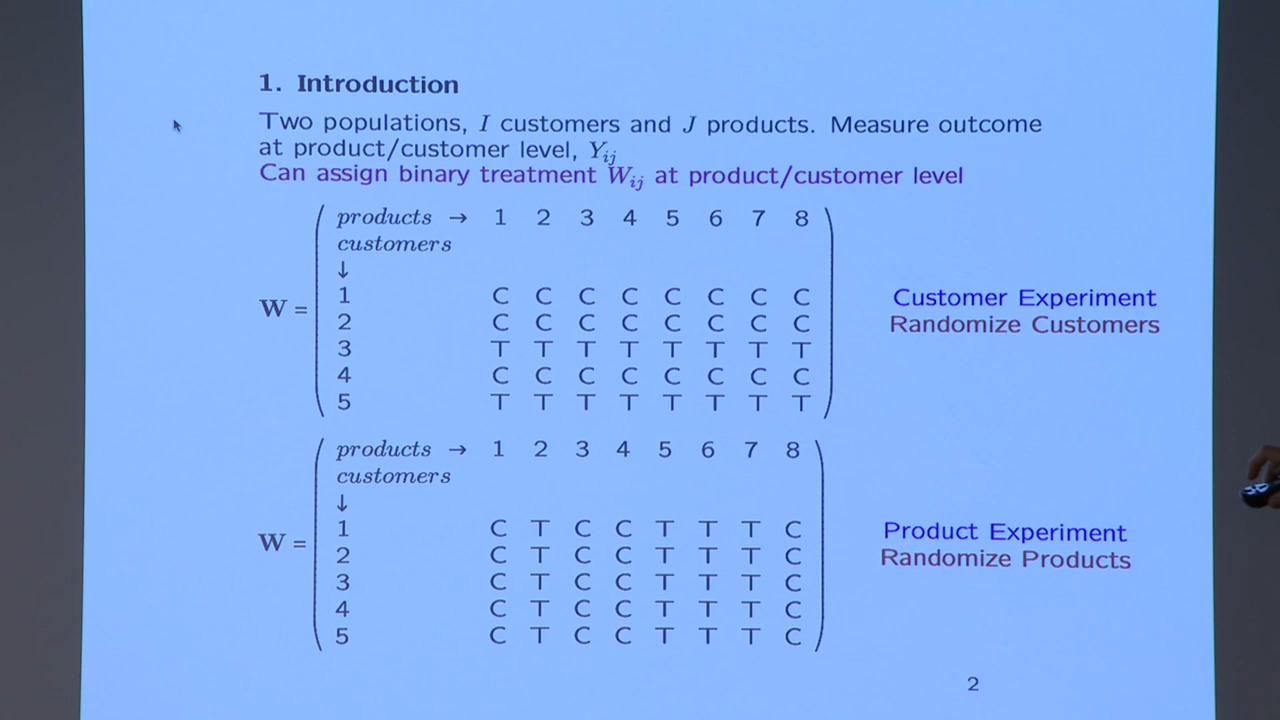 1. Introduction
Two populations, I customers and J products. Measure outcome
at product/customer level, Y_ij
Can assign binary treatment W_ij at product/customer level
products → 1 2 3 4 5 6 7 8
customers
↓
1 C C C C C C C C
2 C C C C C C C C
3 T T T T T T T T
4 C C C C C C C C
5 T T T T T T T T
W =
Customer Experiment
Randomize Customers
products → 1 2 3 4 5 6 7 8
customers
↓
1 C T C C T T T C
2 C T C C T T T C
3 C T C C T T T C
4 C T C C T T T C
5 C T C C T T T C
W =
Product Experiment
Randomize Products
2